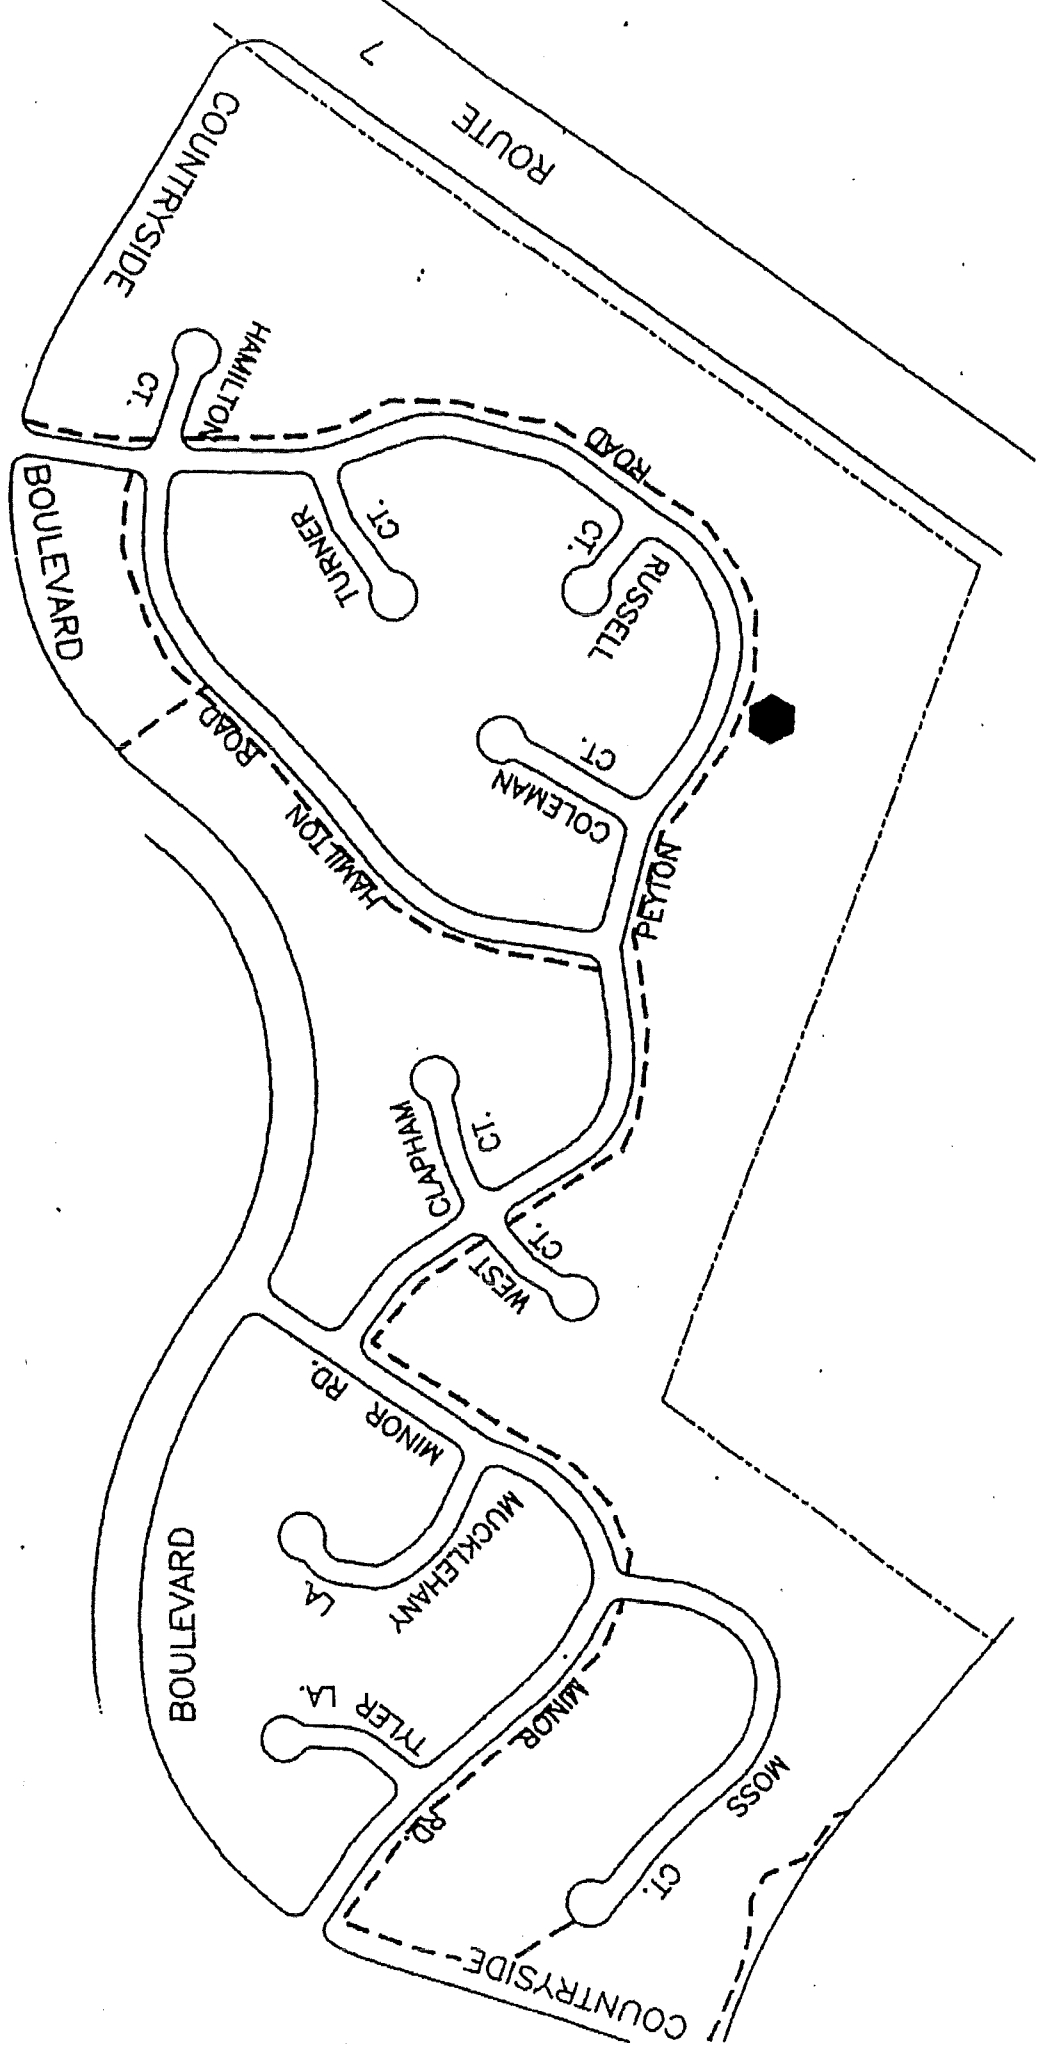 ROUTE 7
COUNTRYSIDE
HAMILTON
CT.
BOULEVARD
TURNER
CT.
ROAD
RUSSELL
CT.
COLEMAN
CT.
PEYTON
ROAD
HAMILTON
CLAPHAM
CT.
WEST
CT.
MINOR RD.
MUCKLEHANY
LA.
BOULEVARD
TYLER LA.
MINOR
RD.
MOSS
CT.
COUNTRYSIDE